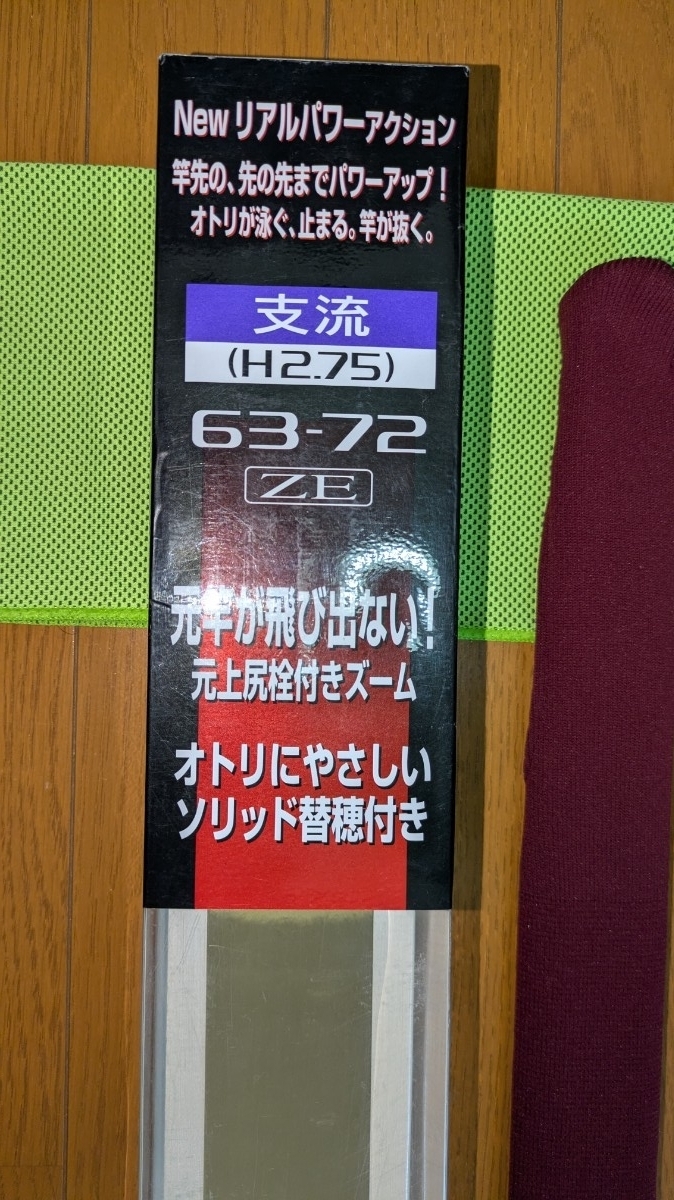 New リアルパワーアクション
竿先の、先の先までパワーアップ!
オトリが泳ぐ、止まる。竿が抜く。
支流
(H2.75)
63-72
ZE
元竿が飛び出ない!
元上尻栓付きズーム
オトリにやさしい
ソリッド替穂付き